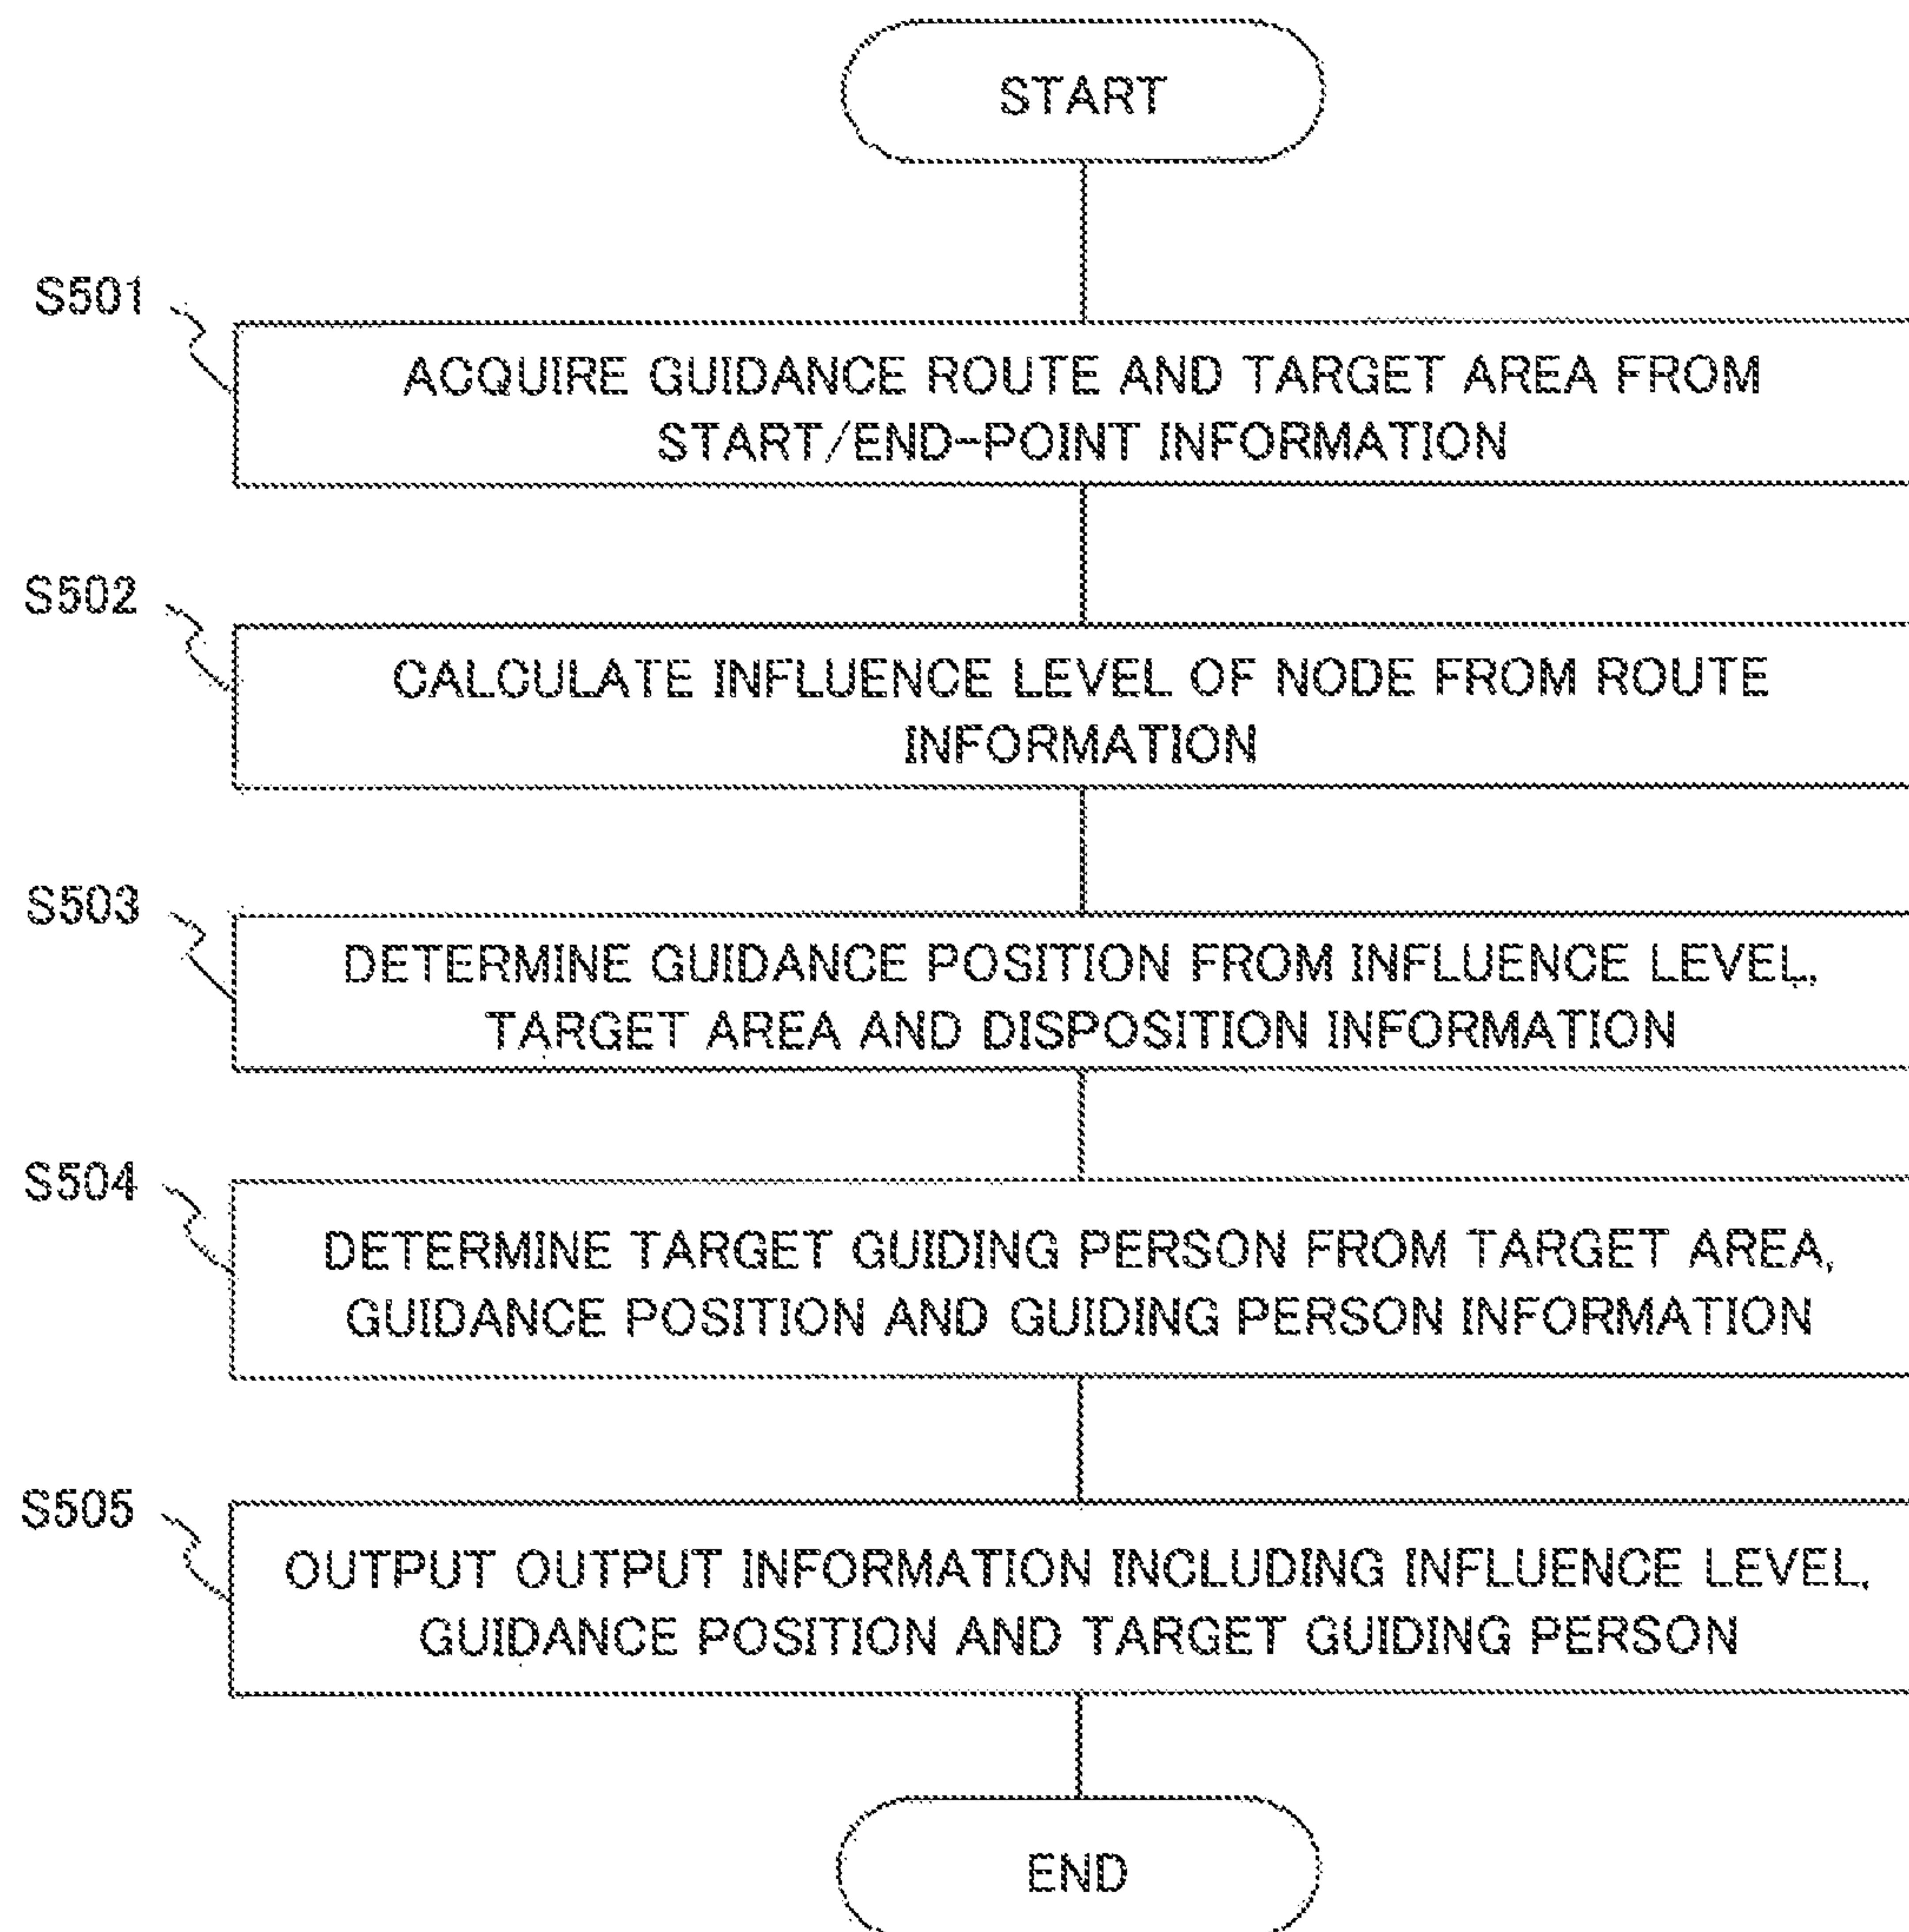 START
S501
ACQUIRE GUIDANCE ROUTE AND TARGET AREA FROM
START/END-POINT INFORMATION
S502
CALCULATE INFLUENCE LEVEL OF NODE FROM ROUTE
INFORMATION
S503
DETERMINE GUIDANCE POSITION FROM INFLUENCE LEVEL,
TARGET AREA AND DISPOSITION INFORMATION
S504
DETERMINE TARGET GUIDING PERSON FROM TARGET AREA,
GUIDANCE POSITION AND GUIDING PERSON INFORMATION
S505
OUTPUT OUTPUT INFORMATION INCLUDING INFLUENCE LEVEL,
GUIDANCE POSITION AND TARGET GUIDING PERSON
END